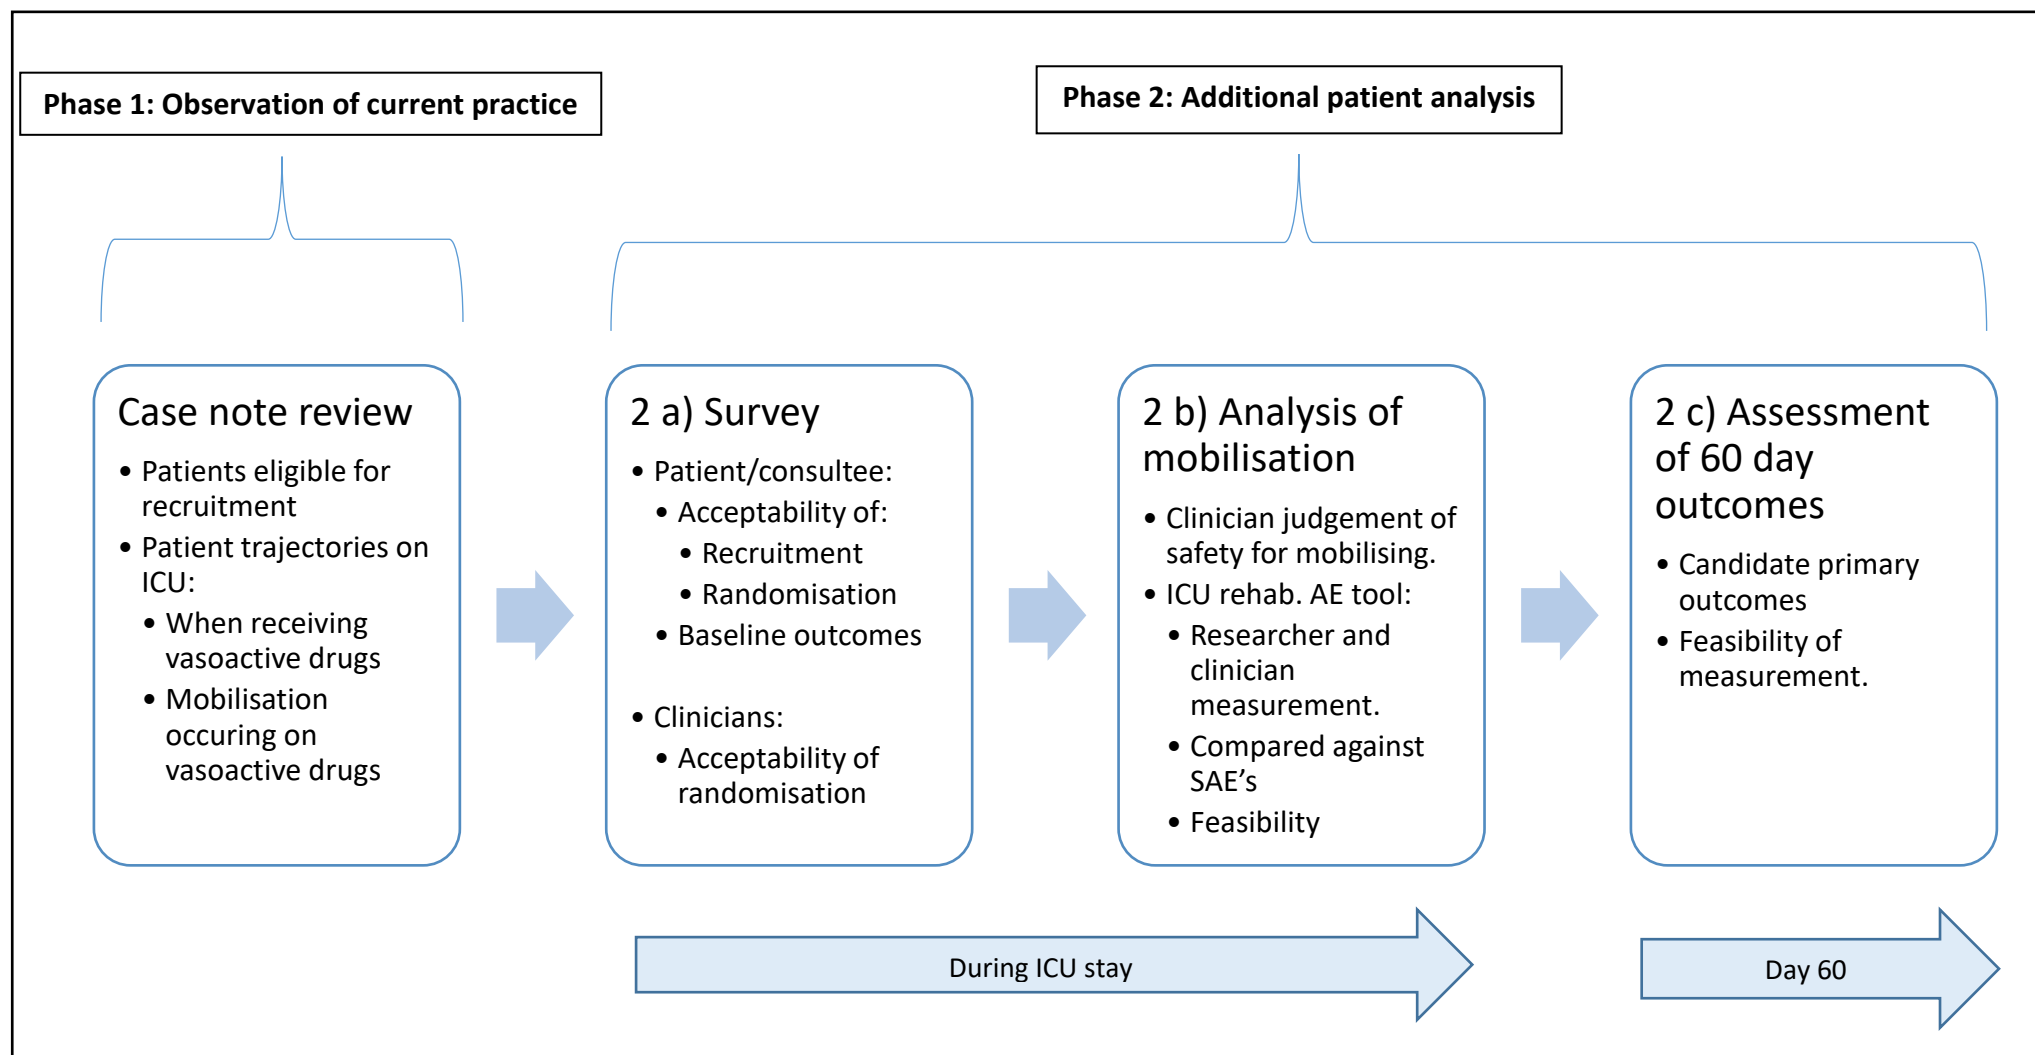 Phase 1: Observation of current practice
Phase 2: Additional patient analysis
Case note review
• Patients eligible for
recruitment
• Patient trajectories on
ICU:
• When receiving
vasoactive drugs
• Mobilisation
occuring on
vasoactive drugs
2 a) Survey
• Patient/consultee:
• Acceptability of:
• Recruitment
• Randomisation
• Baseline outcomes
• Clinicians:
• Acceptability of
randomisation
2 b) Analysis of
mobilisation
• Clinician judgement of
safety for mobilising.
• ICU rehab. AE tool:
• Researcher and
clinician
measurement.
• Compared against
SAE’s
• Feasibility
2 c) Assessment
of 60 day
outcomes
• Candidate primary
outcomes
• Feasibility of
measurement.
During ICU stay
Day 60